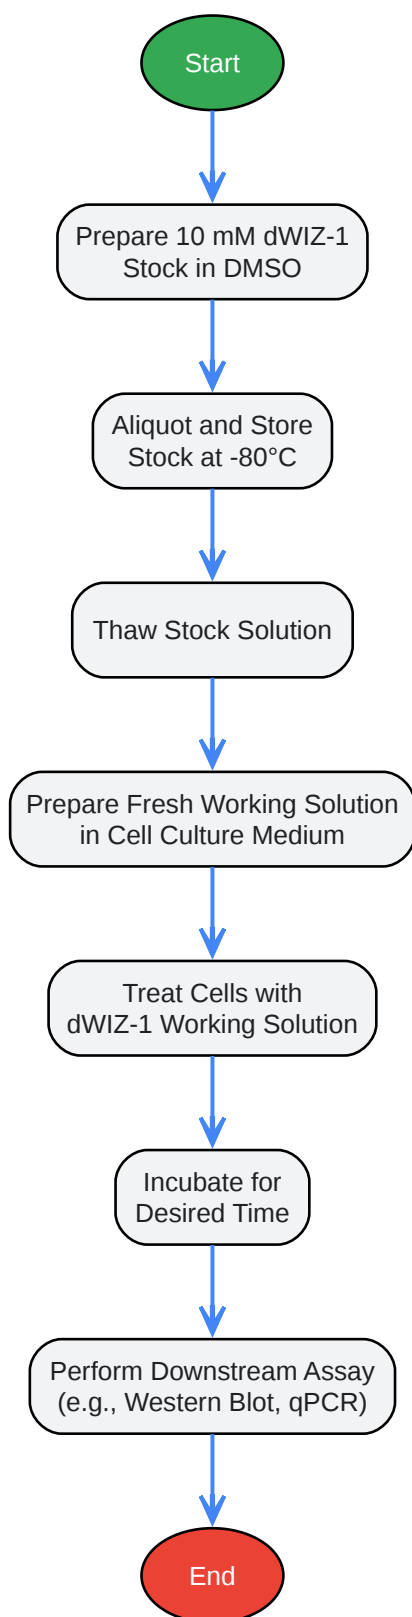 Start
Prepare 10 mM dWIZ-1
Stock in DMSO
Aliquot and Store
Stock at -80°C
Thaw Stock Solution
Prepare Fresh Working Solution
in Cell Culture Medium
Treat Cells with
dWIZ-1 Working Solution
Incubate for
Desired Time
Perform Downstream Assay
(e.g., Western Blot, qPCR)
End